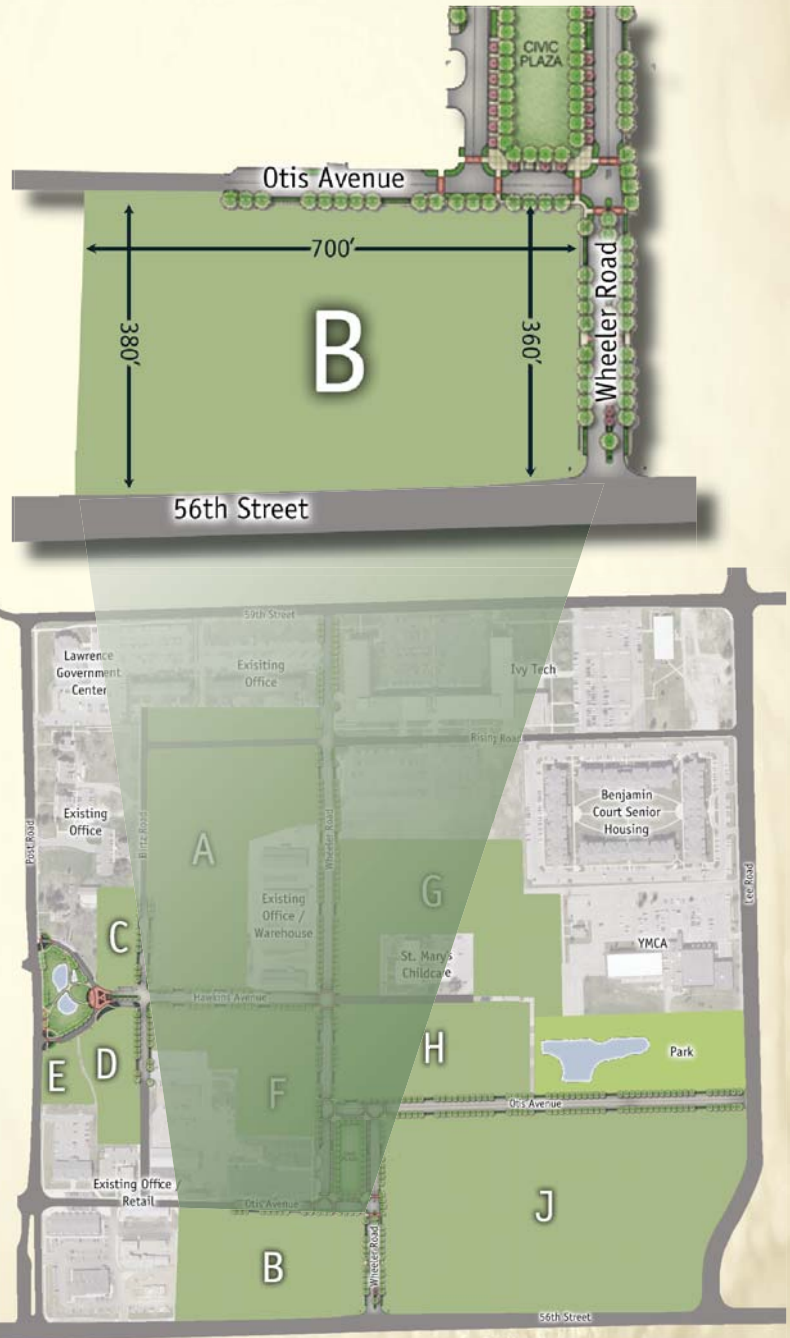 CIVIC
PLAZA
Otis Avenue
700'
380'
B
360'
Wheeler Road
56th Street
59th Street
Lawrence
Government
Center
Exisiting
Office
Ivy Tech
Rising Road
Post Road
Existing
Office
Birtz Road
A
Wheeler Road
Benjamin
Court Senior
Housing
Lee Road
G
Existing
Office /
Warehouse
C
St. Mary's
Childcare
YMCA
Hawkins Avenue
E
D
F
H
Park
Otis Avenue
Existing Office /
Retail
Otis Avenue
J
B
Wheeler Road
56th Street